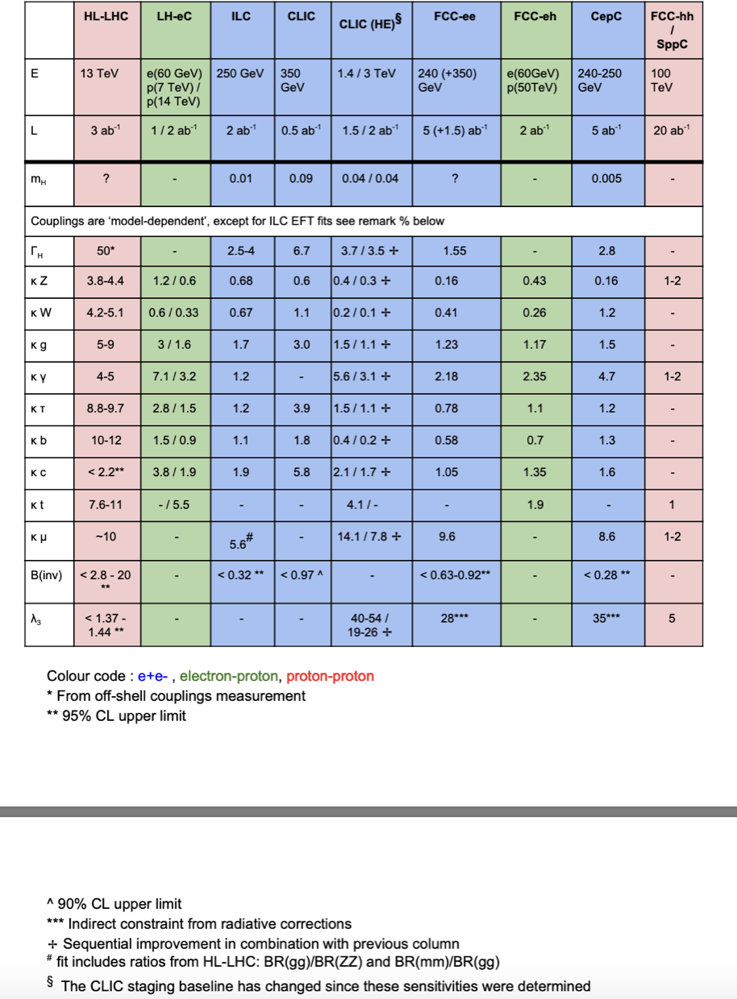 HL-LHC LH-eC ILC CLIC CLIC (HE)§ FCC-ee FCC-eh CepC FCC-hh / SppC
E 13 TeV e(60 GeV) p(7 TeV) / p(14 TeV) 250 GeV 350 GeV 1.4 / 3 TeV 240 (+350) GeV e(60GeV) p(50TeV) 240-250 GeV 100 TeV
L 3 ab⁻¹ 1 / 2 ab⁻¹ 2 ab⁻¹ 0.5 ab⁻¹ 1.5 / 2 ab⁻¹ 5 (+1.5) ab⁻¹ 2 ab⁻¹ 5 ab⁻¹ 20 ab⁻¹
m_H ? - 0.01 0.09 0.04 / 0.04 ? - 0.005 -
Couplings are ‘model-dependent’, except for ILC EFT fits see remark % below
Γ_H 50* - 2.5-4 6.7 3.7 / 3.5 ÷ 1.55 - 2.8 -
κ Z 3.8-4.4 1.2 / 0.6 0.68 0.6 0.4 / 0.3 ÷ 0.16 0.43 0.16 1-2
κ W 4.2-5.1 0.6 / 0.33 0.67 1.1 0.2 / 0.1 ÷ 0.41 0.26 1.2 -
κ g 5-9 3 / 1.6 1.7 3.0 1.5 / 1.1 ÷ 1.23 1.17 1.5 -
κ γ 4-5 7.1 / 3.2 1.2 - 5.6 / 3.1 ÷ 2.18 2.35 4.7 1-2
κ τ 8.8-9.7 2.8 / 1.5 1.2 3.9 1.5 / 1.1 ÷ 0.78 1.1 1.2 -
κ b 10-12 1.5 / 0.9 1.1 1.8 0.4 / 0.2 ÷ 0.58 0.7 1.3 -
κ c < 2.2** 3.8 / 1.9 1.9 5.8 2.1 / 1.7 ÷ 1.05 1.35 1.6 -
κ t 7.6-11 - / 5.5 - - 4.1 / - - 1.9 - 1
κ μ ~10 - 5.6# - 14.1 / 7.8 ÷ 9.6 - 8.6 1-2
B(inv) < 2.8 - 20 ** - < 0.32 ** < 0.97 ^ - < 0.63-0.92** - < 0.28 ** -
λ₃ < 1.37 - 1.44 ** - - - 40-54 / 19-26 ÷ 28*** - 35*** 5
Colour code : e+e- , electron-proton, proton-proton
* From off-shell couplings measurement
** 95% CL upper limit
^ 90% CL upper limit
*** Indirect constraint from radiative corrections
÷ Sequential improvement in combination with previous column
# fit includes ratios from HL-LHC: BR(gg)/BR(ZZ) and BR(mm)/BR(gg)
§ The CLIC staging baseline has changed since these sensitivities were determined